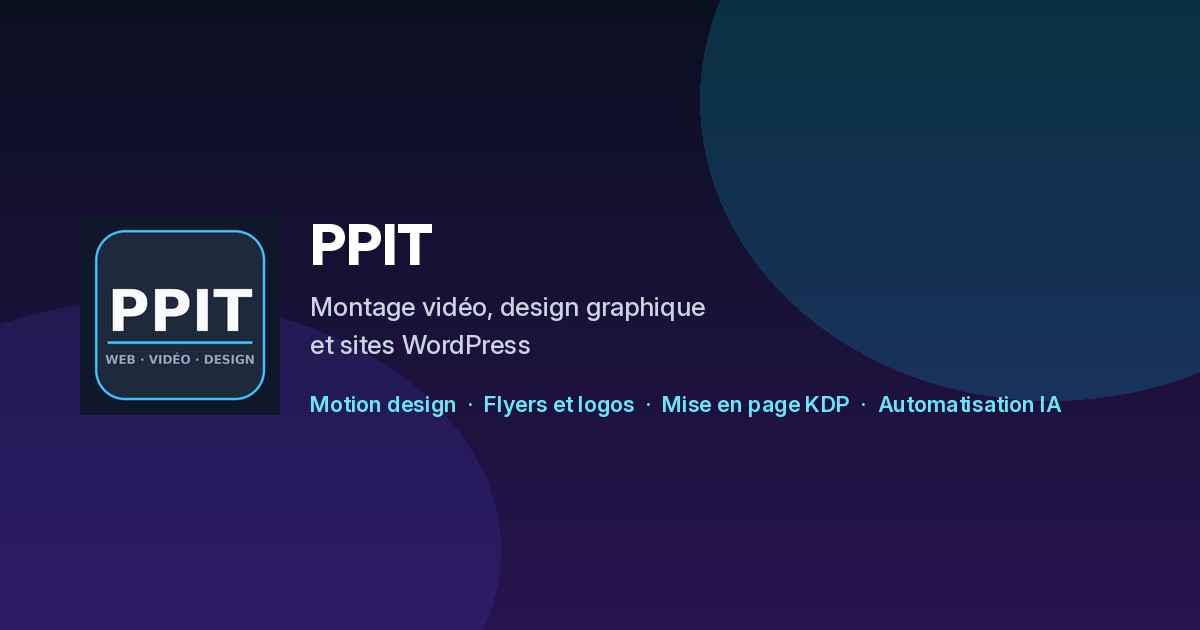 PPIT
WEB · VIDÉO · DESIGN
PPIT
Montage vidéo, design graphique
et sites WordPress
Motion design · Flyers et logos · Mise en page KDP · Automatisation IA